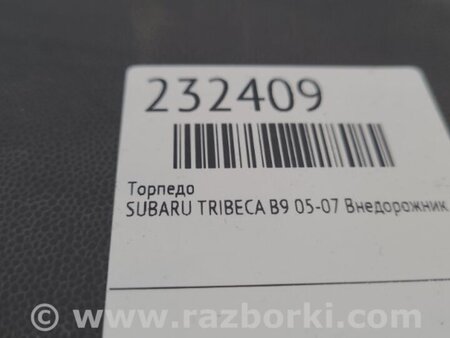 232409
Торпедо
SUBARU TRIBECA B9 05-07 Внедорожник
© www.razborki.com